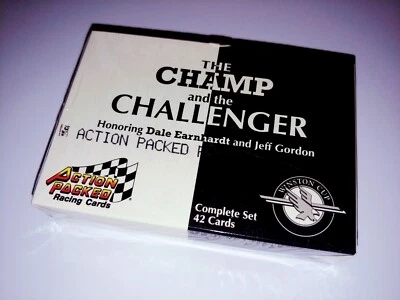 THE
CHAMP
and the
CHALLENGER
Honoring Dale Earnhardt and Jeff Gordon
ACTION PACKED
ACTION
PACKED
Racing Cards
Complete Set
42 Cards
WINSTON CUP